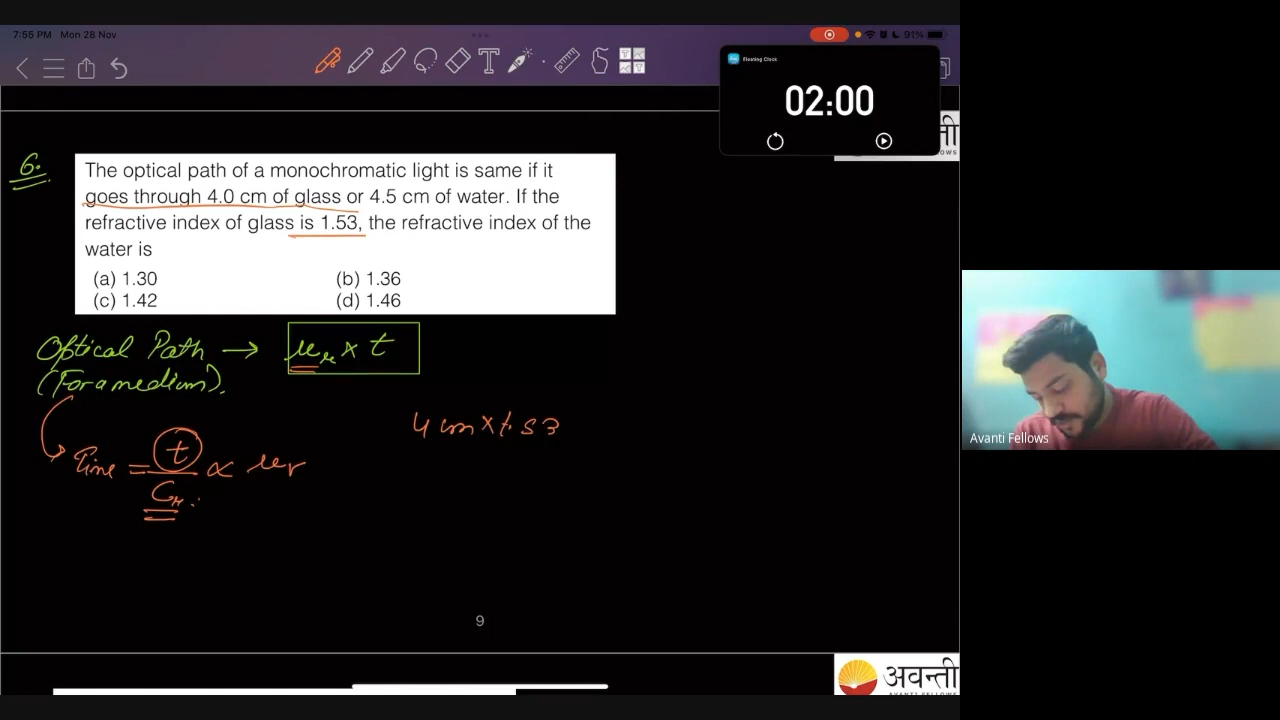 7:55 PM Mon 28 Nov
91%
Floating Clock
02:00
OWS
6.
The optical path of a monochromatic light is same if it
goes through 4.0 cm of glass or 4.5 cm of water. If the
refractive index of glass is 1.53, the refractive index of the
water is
(a) 1.30 (b) 1.36
(c) 1.42 (d) 1.46
Optical Path → μr × t
(For a medium).
4 cm × 1.53
Time = t ∝ μr
9
Avanti Fellows
अवन्ती
AVANTI FELLOWS